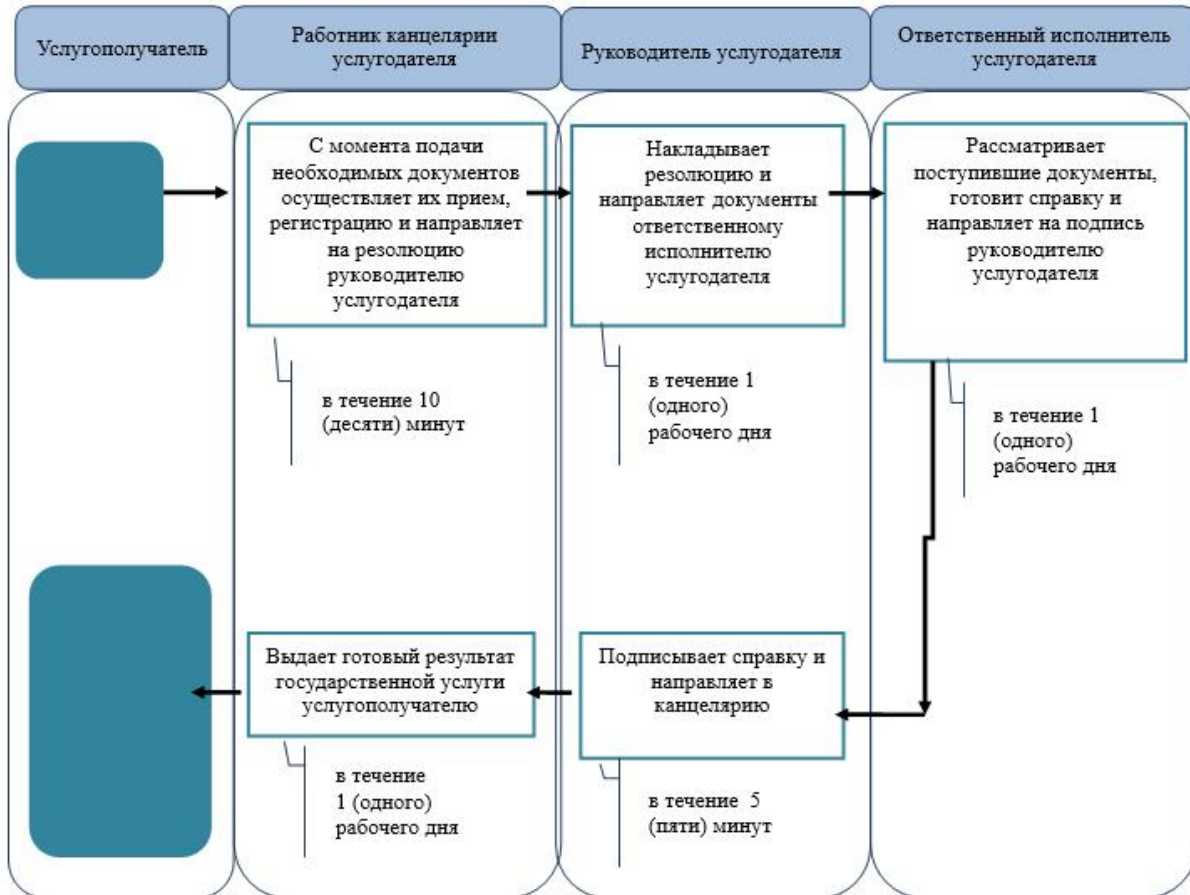 Услугополучатель
Работник канцелярии
услугодателя
Руководитель услугодателя
Ответственный исполнитель
услугодателя
С момента подачи
необходимых документов
осуществляет их прием,
регистрацию и направляет
на резолюцию
руководителю
услугодателя
Накладывает
резолюцию и
направляет документы
ответственному
исполнителю
услугодателя
Рассматривает
поступившие документы,
готовит справку и
направляет на подпись
руководителю
услугодателя
в течение 10
(десяти) минут
в течение 1
(одного)
рабочего дня
в течение 1
(одного)
рабочего дня
Выдает готовый результат
государственной услуги
услугополучателю
Подписывает справку и
направляет в
канцелярию
в течение
1 (одного)
рабочего дня
в течение 5
(пяти) минут